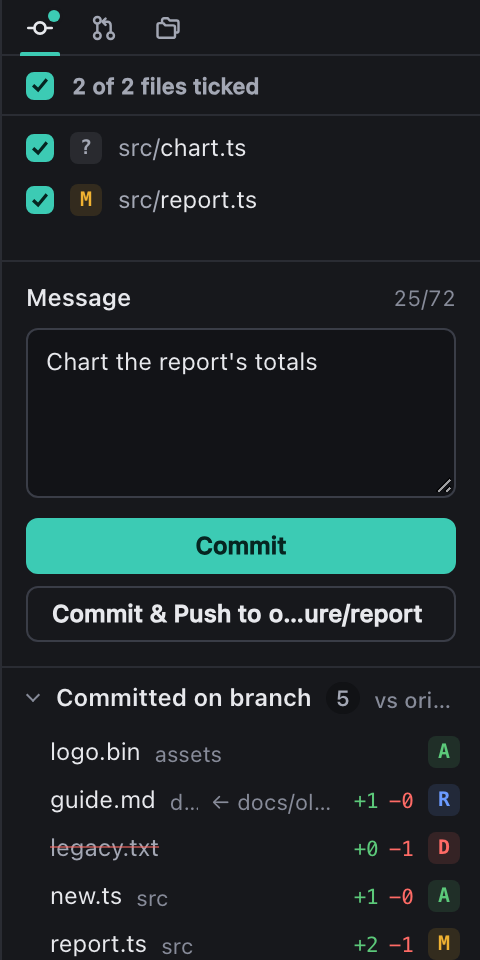 2 of 2 files ticked
? src/chart.ts
M src/report.ts
Message 25/72
Chart the report's totals
Commit
Commit & Push to o...ure/report
Committed on branch 5 vs ori...
logo.bin assets A
guide.md d... ← docs/ol... +1 −0 R
legacy.txt +0 −1 D
new.ts src +1 −0 A
report.ts src +2 −1 M